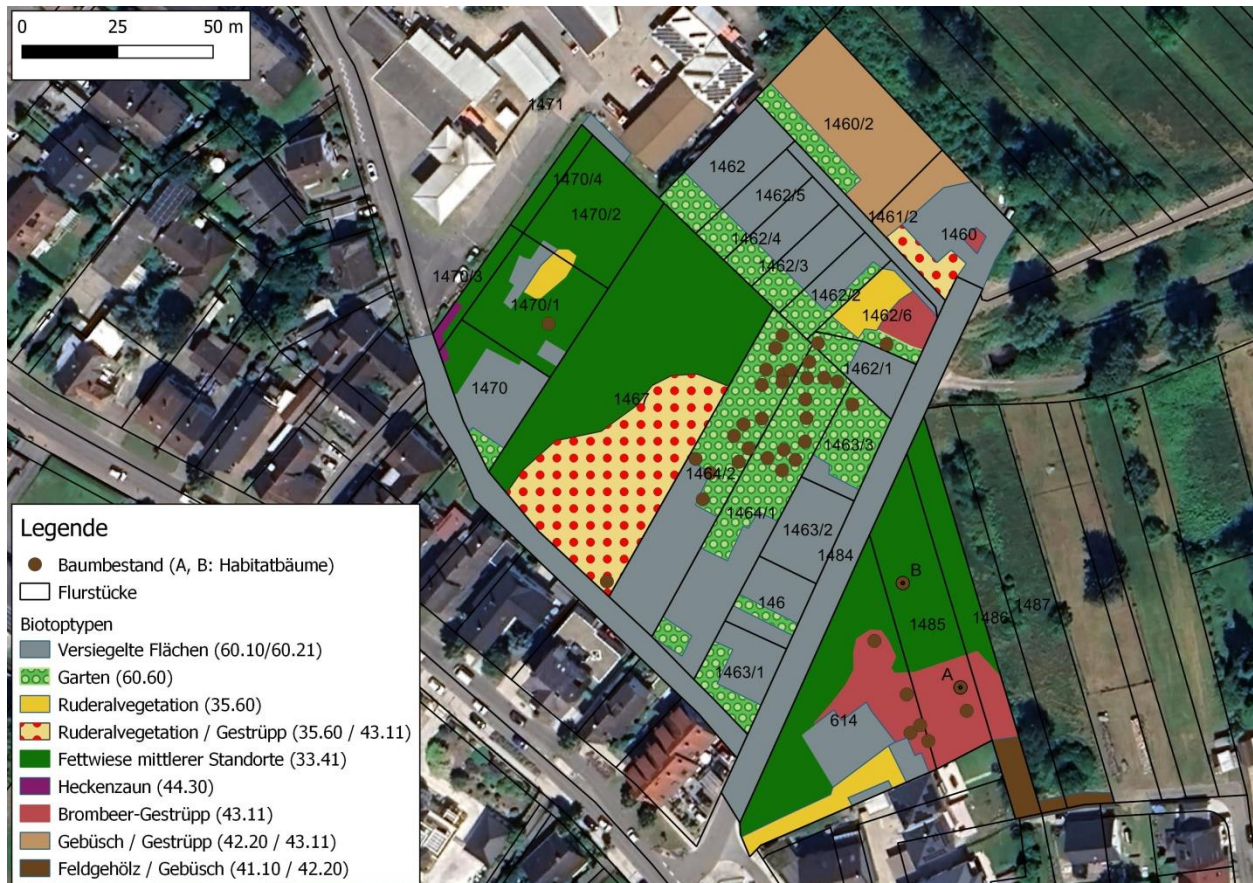 0 25 50 m
1471
1460/2
1462
1470/4
1462/5
1470/2
1461/2
1460
1462/4
1462/3
1470/3
1462/2
1470/1
1462/6
1462/1
1470
1467
1463/3
1464/2
1464/1
1463/2
1484
B
146
1485
1486
1487
1463/1
A
614
Legende
Baumbestand (A, B: Habitatbäume)
Flurstücke
Biotoptypen
Versiegelte Flächen (60.10/60.21)
Garten (60.60)
Ruderalvegetation (35.60)
Ruderalvegetation / Gestrüpp (35.60 / 43.11)
Fettwiese mittlerer Standorte (33.41)
Heckenzaun (44.30)
Brombeer-Gestrüpp (43.11)
Gebüsch / Gestrüpp (42.20 / 43.11)
Feldgehölz / Gebüsch (41.10 / 42.20)